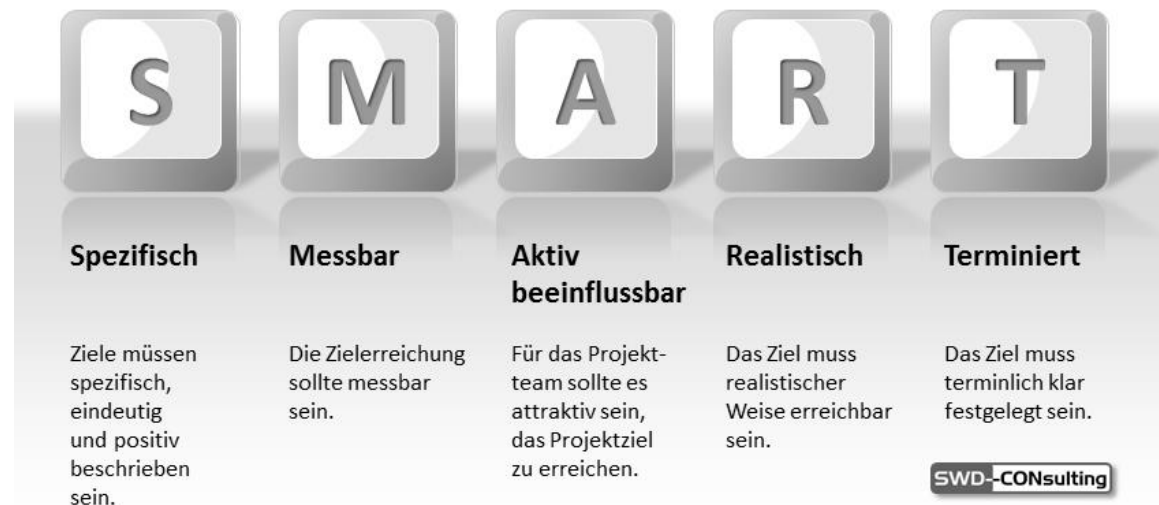 S
M
A
R
T
Spezifisch
Ziele müssen
spezifisch,
eindeutig
und positiv
beschrieben
sein.
Messbar
Die Zielerreichung
sollte messbar
sein.
Aktiv
beeinflussbar
Für das Projekt-
team sollte es
attraktiv sein,
das Projektziel
zu erreichen.
Realistisch
Das Ziel muss
realistischer
Weise erreichbar
sein.
Terminiert
Das Ziel muss
terminlich klar
festgelegt sein.
SWD--CONsulting